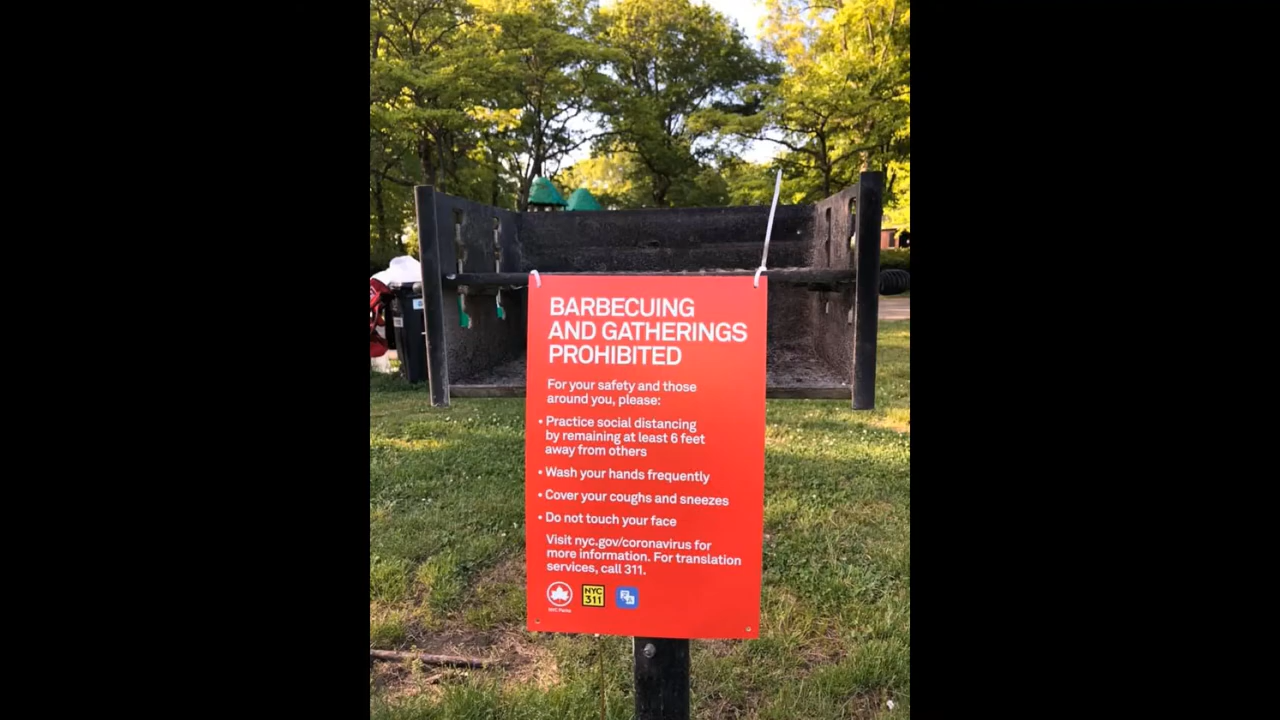 BARBECUING
AND GATHERINGS
PROHIBITED
For your safety and those
around you, please:
• Practice social distancing
by remaining at least 6 feet
away from others
• Wash your hands frequently
• Cover your coughs and sneezes
• Do not touch your face
Visit nyc.gov/coronavirus for
more information. For translation
services, call 311.
NYC Parks
NYC
311